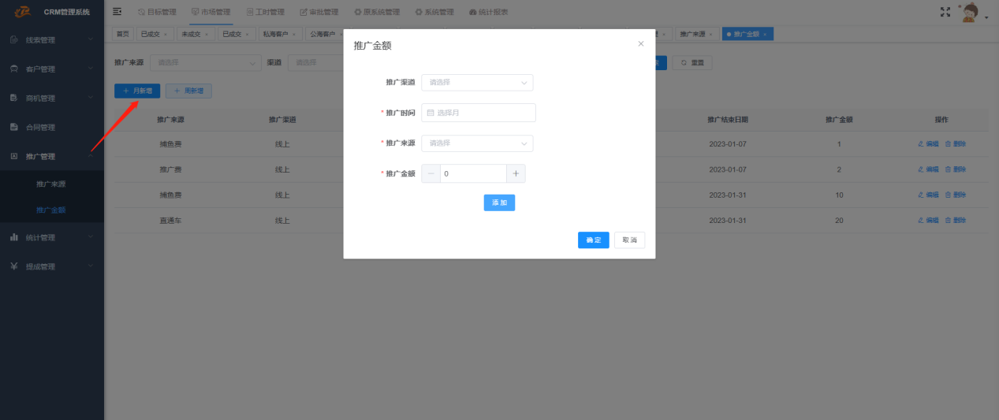 CRM管理系统
目标管理 市场管理 工时管理 审批管理 原系统管理 系统管理 统计报表
首页 已成交 × 未成交 × 已成交 × 私海客户 × 公海客户 × 推广来源 × 推广金额 ×
线索管理
客户管理
商机管理
合同管理
推广管理
推广来源
推广金额
统计管理
提成管理
推广来源 请选择 渠道 请选择 重置
+ 月新增 + 周新增
推广来源 推广渠道 推广结束日期 推广金额 操作
捕鱼费 线上 2023-01-07 1 编辑 删除
推广费 线上 2023-01-07 2 编辑 删除
捕鱼费 线上 2023-01-31 10 编辑 删除
直通车 线上 2023-01-31 20 编辑 删除
推广金额 ×
推广渠道 请选择
* 推广时间 选择月
* 推广来源 请选择
* 推广金额 − 0 +
添加
确定 取消